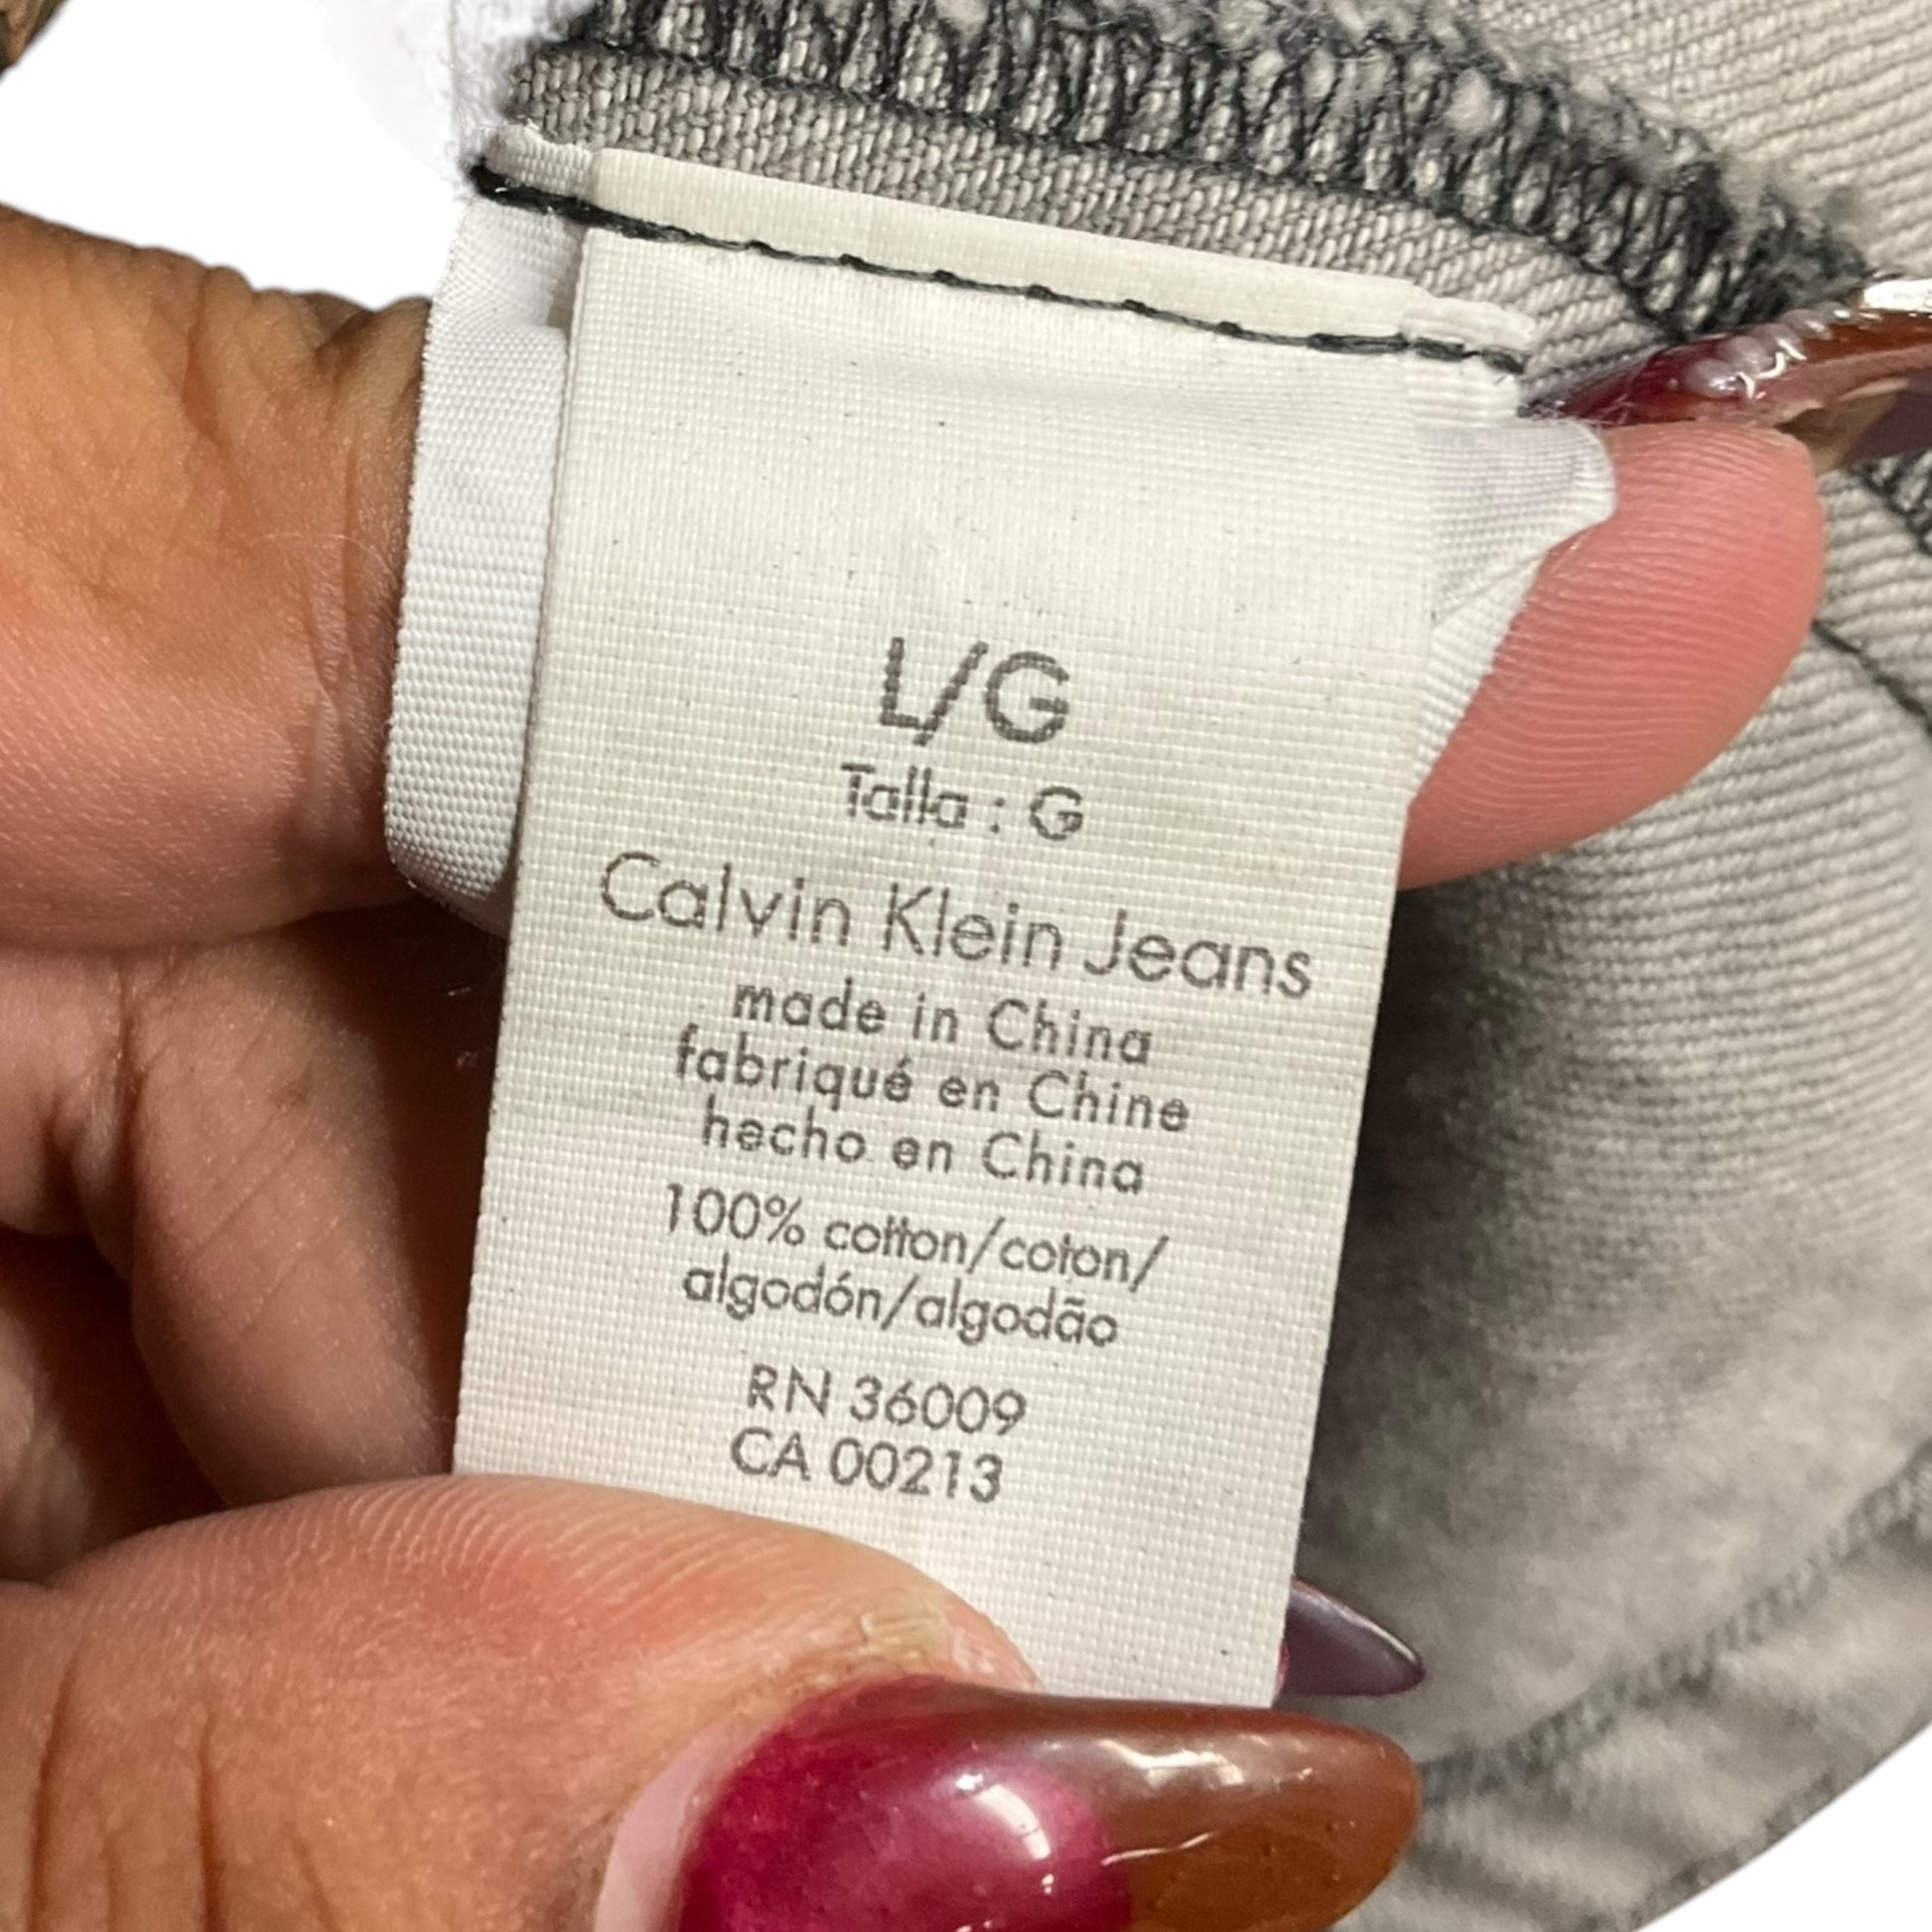 L/G
Talla : G
Calvin Klein Jeans
made in China
fabriqué en Chine
hecho en China
100% cotton/coton/
algodón/algodão
RN 36009
CA 00213